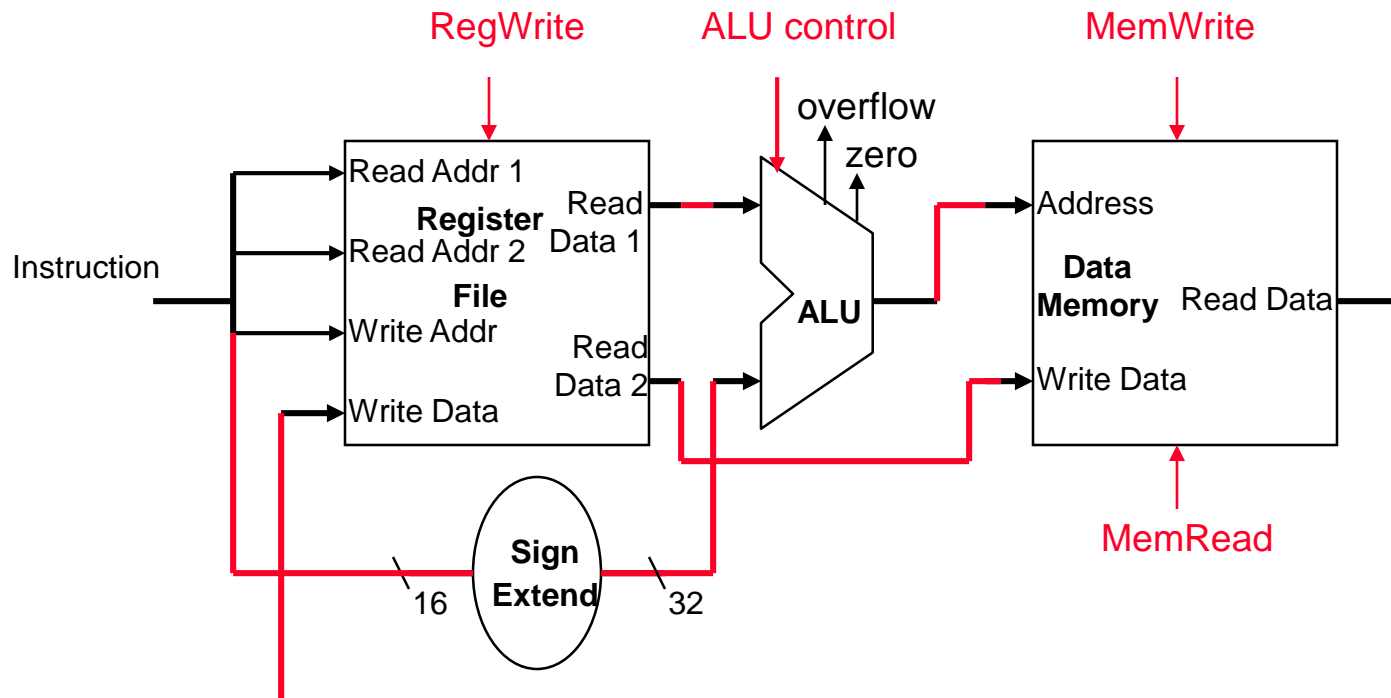 RegWrite
ALU control
MemWrite
overflow
zero
Read Addr 1
Register
Read
Data 1
Address
Read Addr 2
Instruction
Data
Memory
File
ALU
Read Data
Write Addr
Read
Data 2
Write Data
Write Data
MemRead
Sign
Extend
16
32